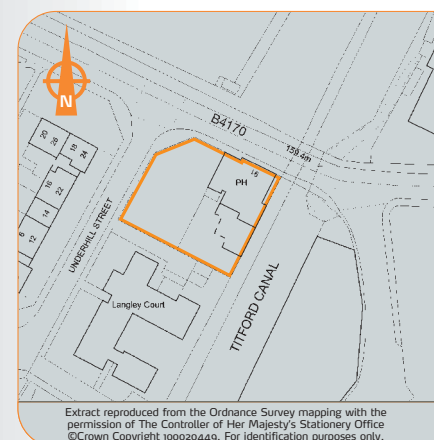 N
B4170
159.4m
20
26
18
24
16
22
14
12
6
15
PH
UNDERHILL STREET
Langley Court
TITFORD CANAL
Extract reproduced from the Ordnance Survey mapping with the
permission of The Controller of Her Majesty's Stationery Office
©Crown Copyright 100020449. For identification purposes only.